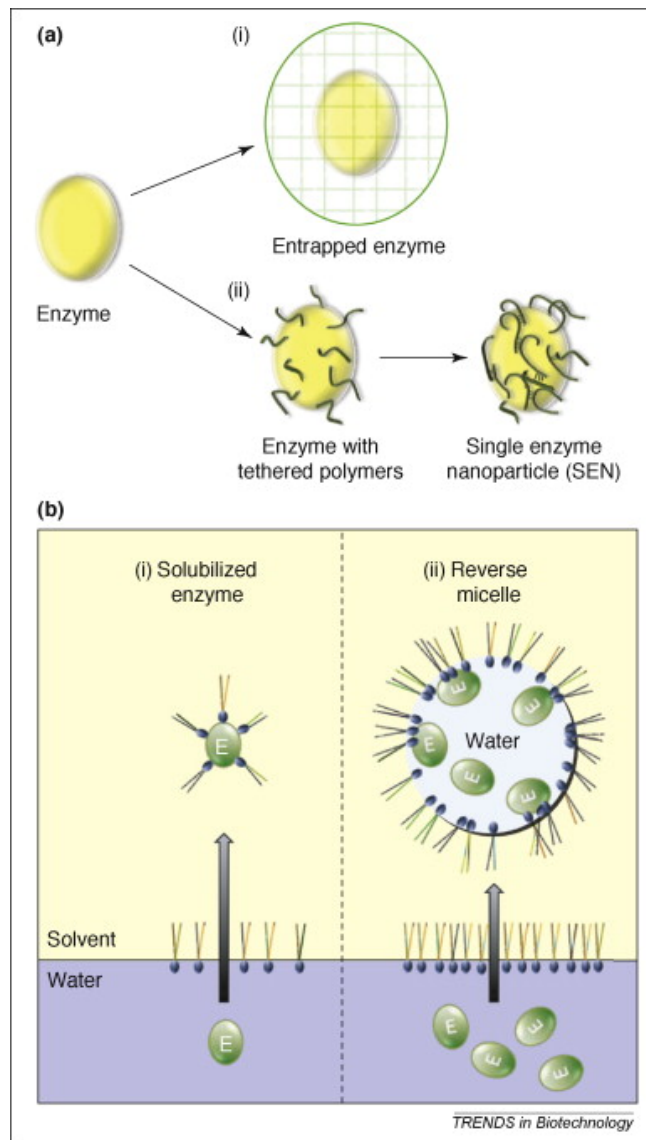 (a)
(i)
Entrapped enzyme
Enzyme
(ii)
Enzyme with
tethered polymers
Single enzyme
nanoparticle (SEN)
(b)
(i) Solubilized
enzyme
(ii) Reverse
micelle
E
E
E
Water
E
E
E
Solvent
Water
E
E
E
E
E
TRENDS in Biotechnology